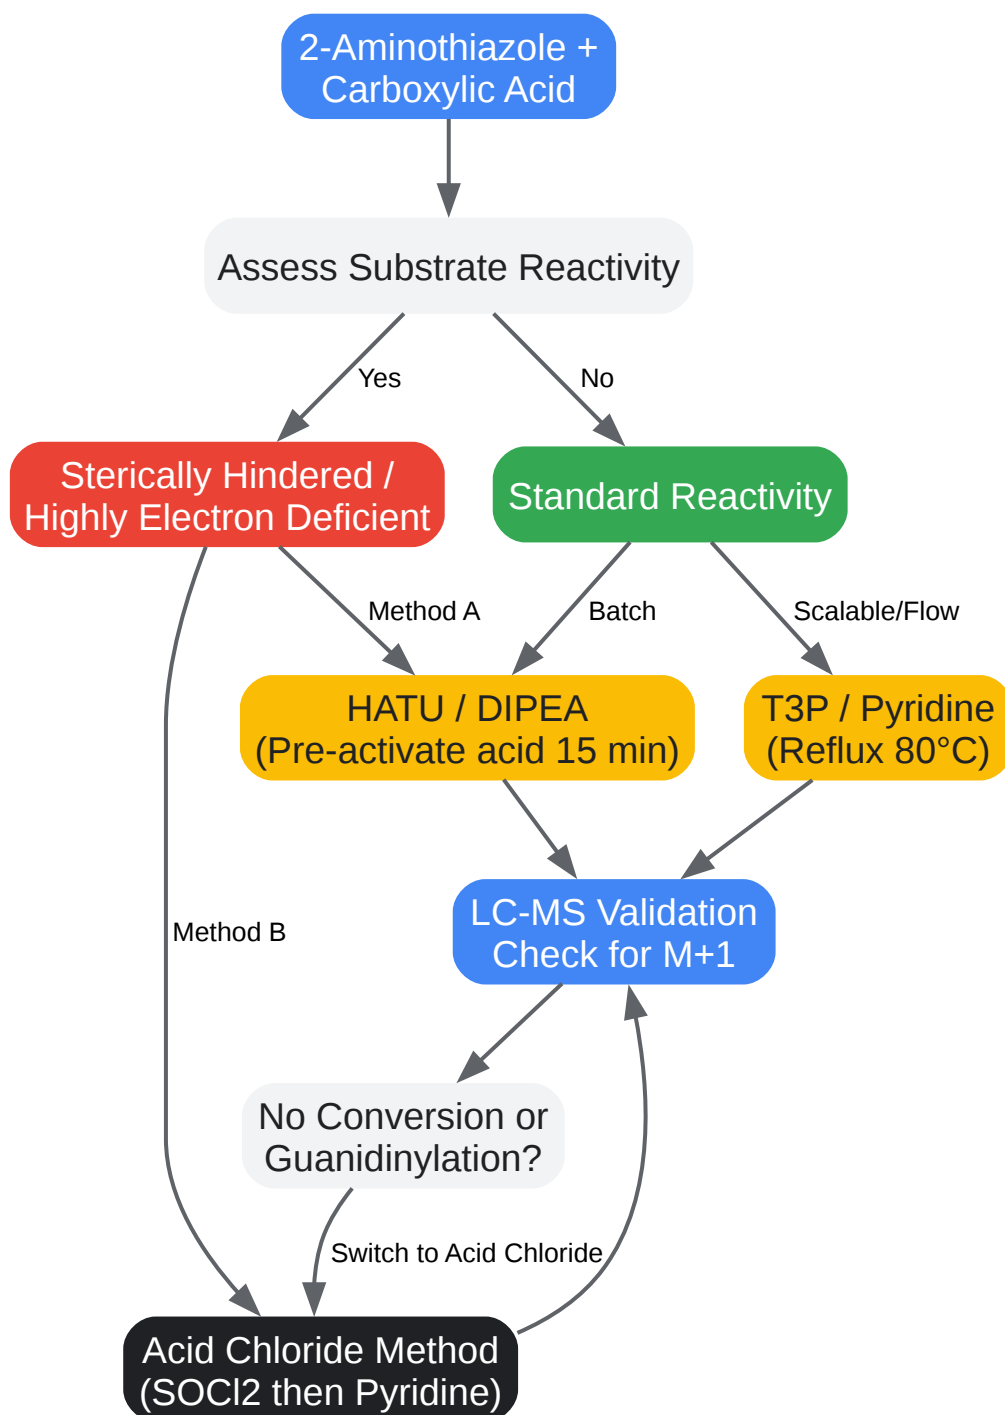 2-Aminothiazole +
Carboxylic Acid
Assess Substrate Reactivity
Yes
No
Sterically Hindered /
Highly Electron Deficient
Standard Reactivity
Method A
Batch
Scalable/Flow
HATU / DIPEA
(Pre-activate acid 15 min)
T3P / Pyridine
(Reflux 80°C)
Method B
LC-MS Validation
Check for M+1
No Conversion or
Guanidinylation?
Switch to Acid Chloride
Acid Chloride Method
(SOCl2 then Pyridine)